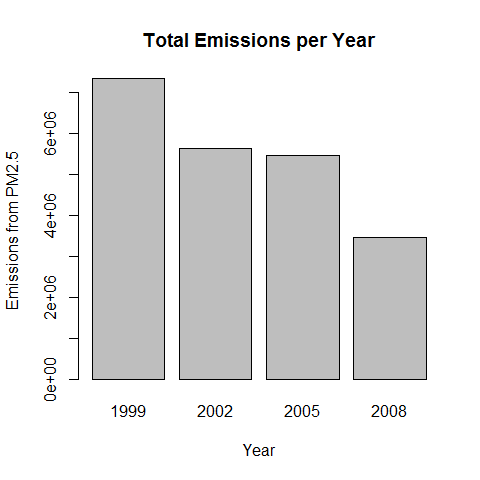 Total Emissions per Year
Emissions from PM2.5
6e+06
4e+06
2e+06
0e+00
1999 2002 2005 2008
Year